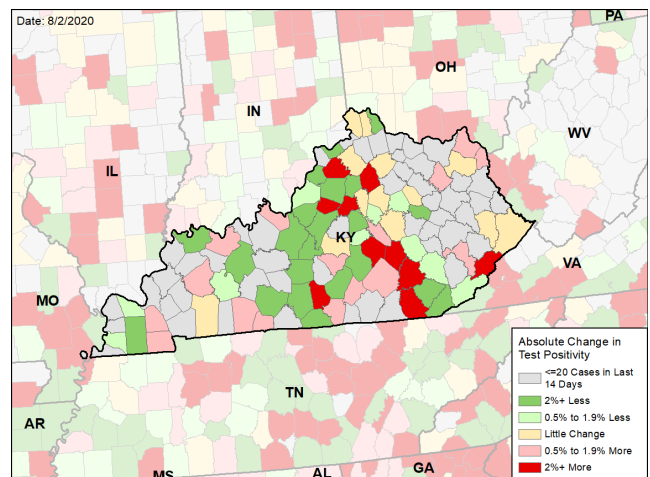 Date: 8/2/2020
PA
OH
IN
WV
IL
KY
VA
MO
Absolute Change in
Test Positivity
<=20 Cases in Last
14 Days
2%+ Less
0.5% to 1.9% Less
Little Change
0.5% to 1.9% More
2%+ More
TN
AR
MS
AL
GA